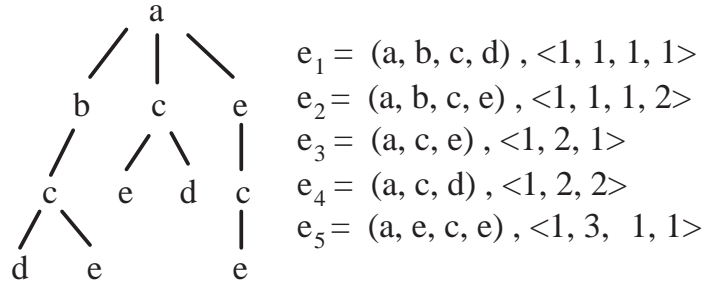 a
b c e
c e d c
d e e
e₁ = (a, b, c, d) , <1, 1, 1, 1>
e₂ = (a, b, c, e) , <1, 1, 1, 2>
e₃ = (a, c, e) , <1, 2, 1>
e₄ = (a, c, d) , <1, 2, 2>
e₅ = (a, e, c, e) , <1, 3, 1, 1>